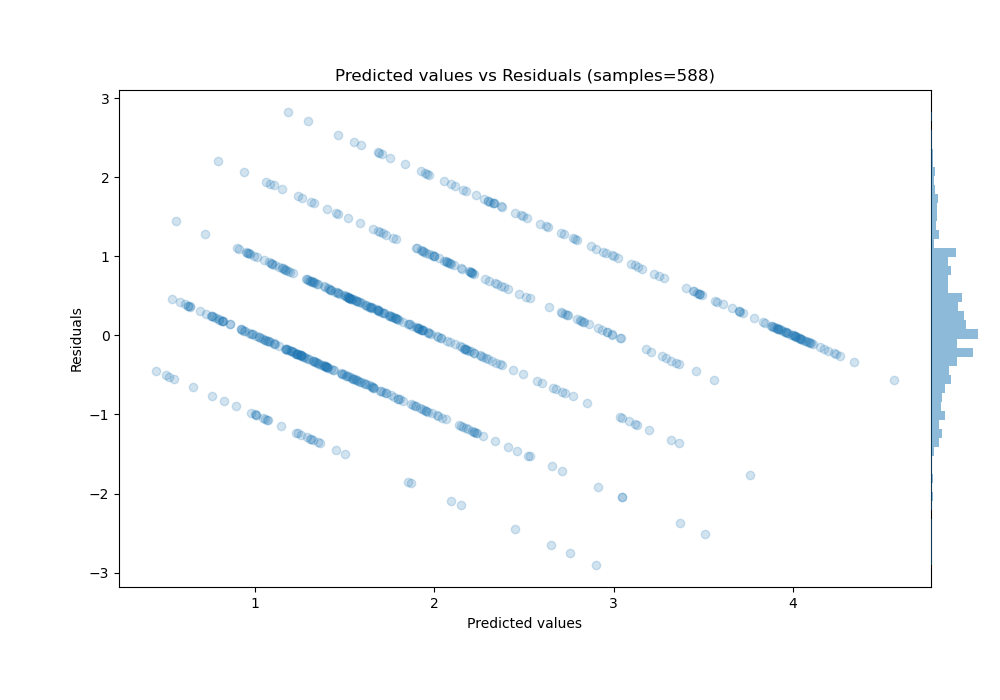 Predicted values vs Residuals (samples=588)
3
2
1
0
−1
−2
−3
Residuals
1 2 3 4
Predicted values